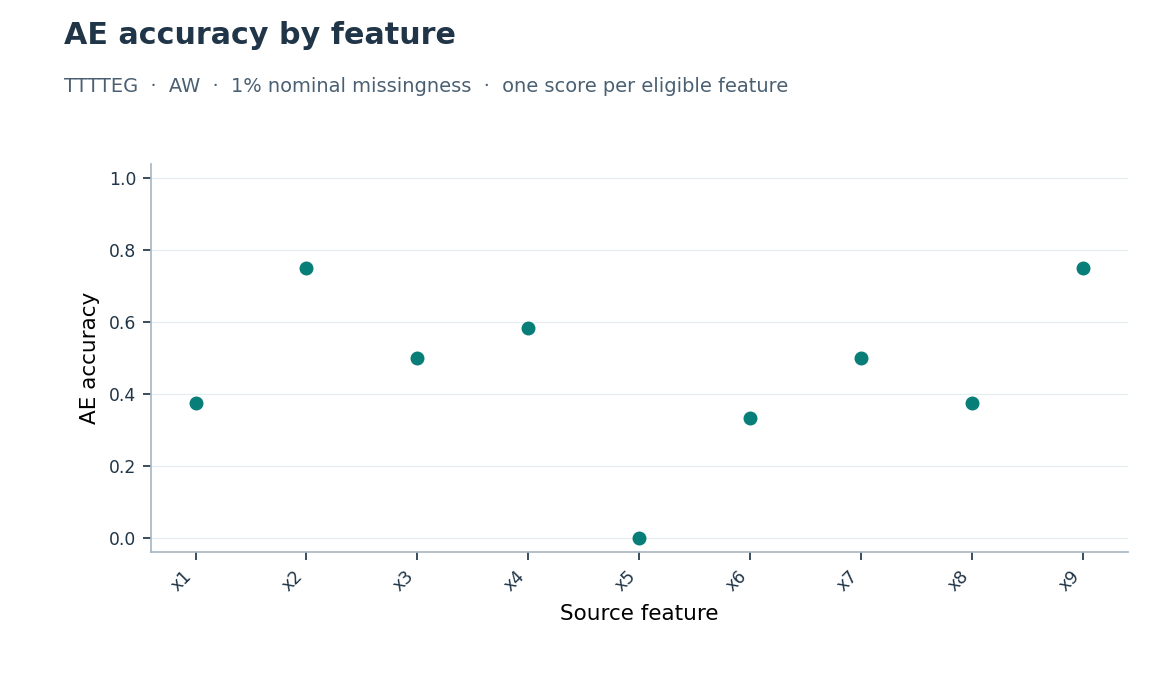 AE accuracy by feature
TTTTEG · AW · 1% nominal missingness · one score per eligible feature
1.0
0.8
0.6
0.4
0.2
0.0
AE accuracy
x1 x2 x3 x4 x5 x6 x7 x8 x9
Source feature